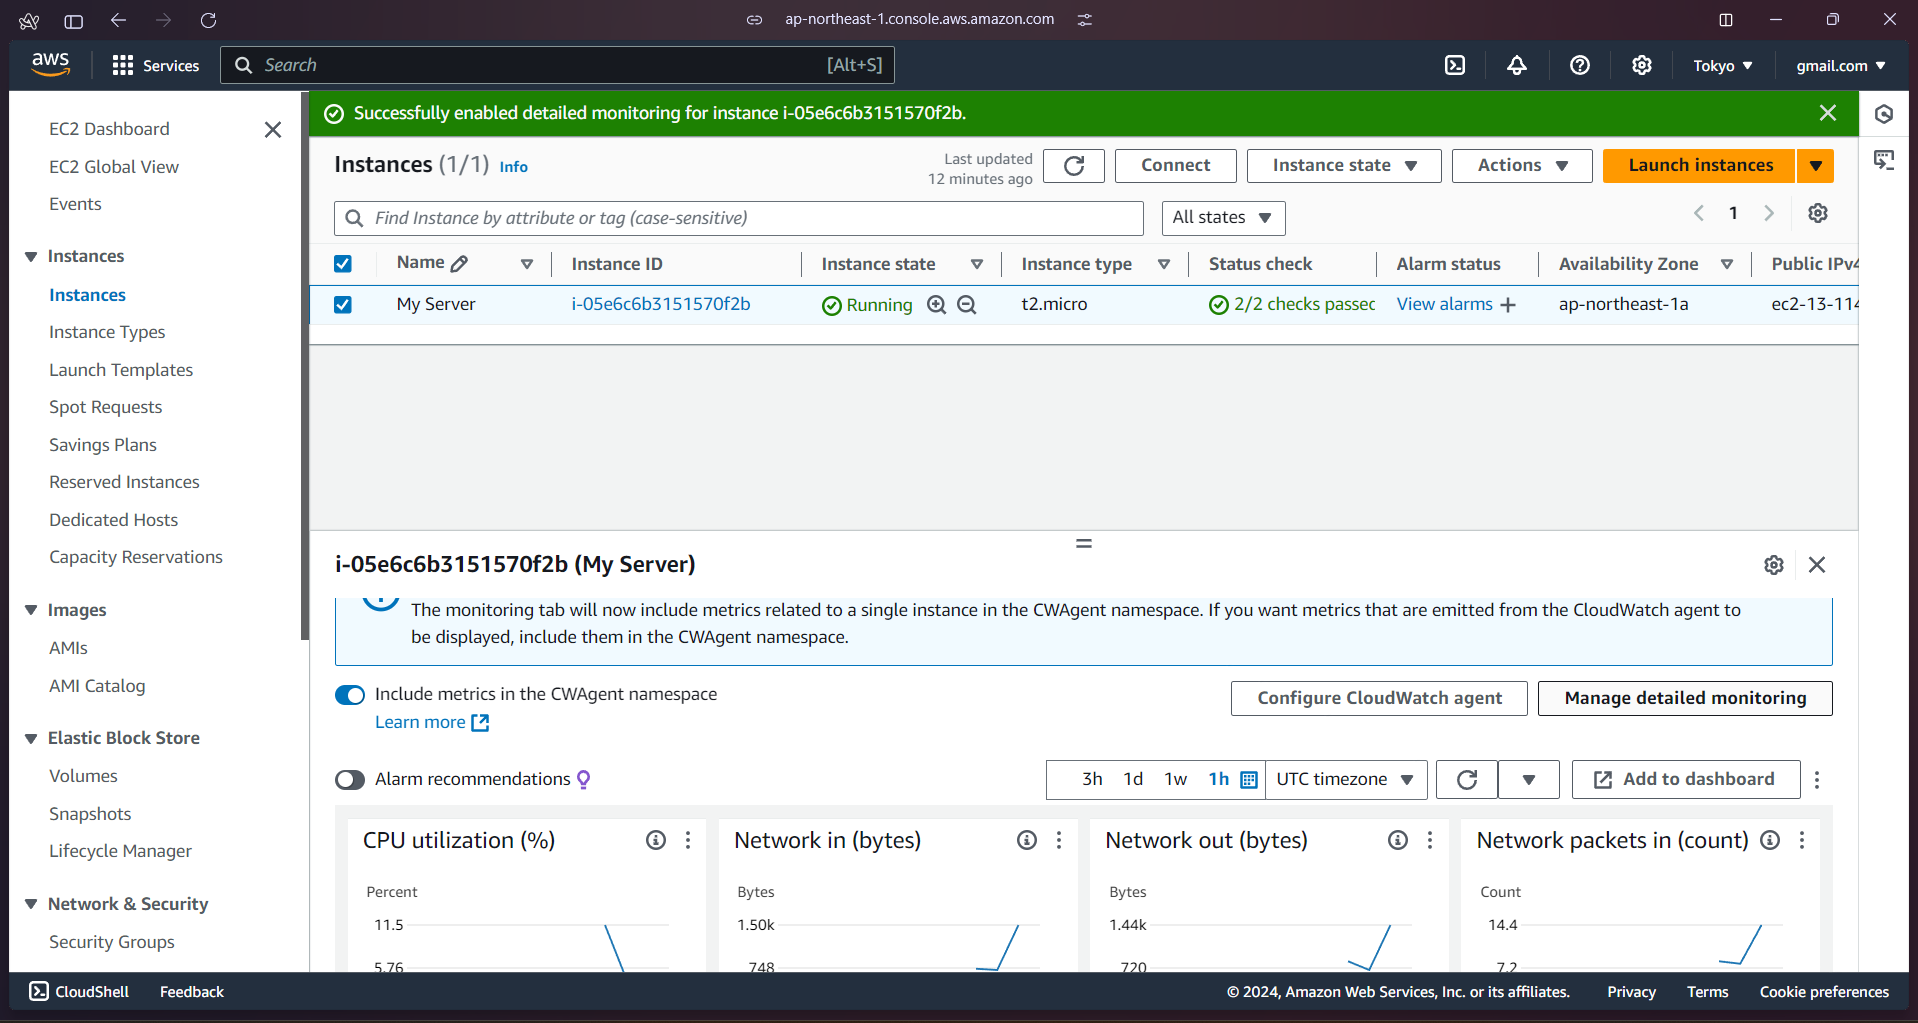 ap-northeast-1.console.aws.amazon.com
aws
Services
Search
[Alt+S]
Tokyo
gmail.com
EC2 Dashboard
EC2 Global View
Events
Instances
Instances
Instance Types
Launch Templates
Spot Requests
Savings Plans
Reserved Instances
Dedicated Hosts
Capacity Reservations
Images
AMIs
AMI Catalog
Elastic Block Store
Volumes
Snapshots
Lifecycle Manager
Network & Security
Security Groups
Successfully enabled detailed monitoring for instance i-05e6c6b3151570f2b.
Instances (1/1) Info
Last updated
12 minutes ago
Connect
Instance state
Actions
Launch instances
Find Instance by attribute or tag (case-sensitive)
All states
1
Name Instance ID Instance state Instance type Status check Alarm status Availability Zone Public IPv4
My Server i-05e6c6b3151570f2b Running t2.micro 2/2 checks passec View alarms ap-northeast-1a ec2-13-114
i-05e6c6b3151570f2b (My Server)
The monitoring tab will now include metrics related to a single instance in the CWAgent namespace. If you want metrics that are emitted from the CloudWatch agent to
be displayed, include them in the CWAgent namespace.
Include metrics in the CWAgent namespace
Learn more
Configure CloudWatch agent
Manage detailed monitoring
Alarm recommendations
3h 1d 1w 1h
UTC timezone
Add to dashboard
CPU utilization (%)
Percent
11.5
5.76
Network in (bytes)
Bytes
1.50k
748
Network out (bytes)
Bytes
1.44k
720
Network packets in (count)
Count
14.4
7.2
CloudShell
Feedback
© 2024, Amazon Web Services, Inc. or its affiliates.
Privacy
Terms
Cookie preferences